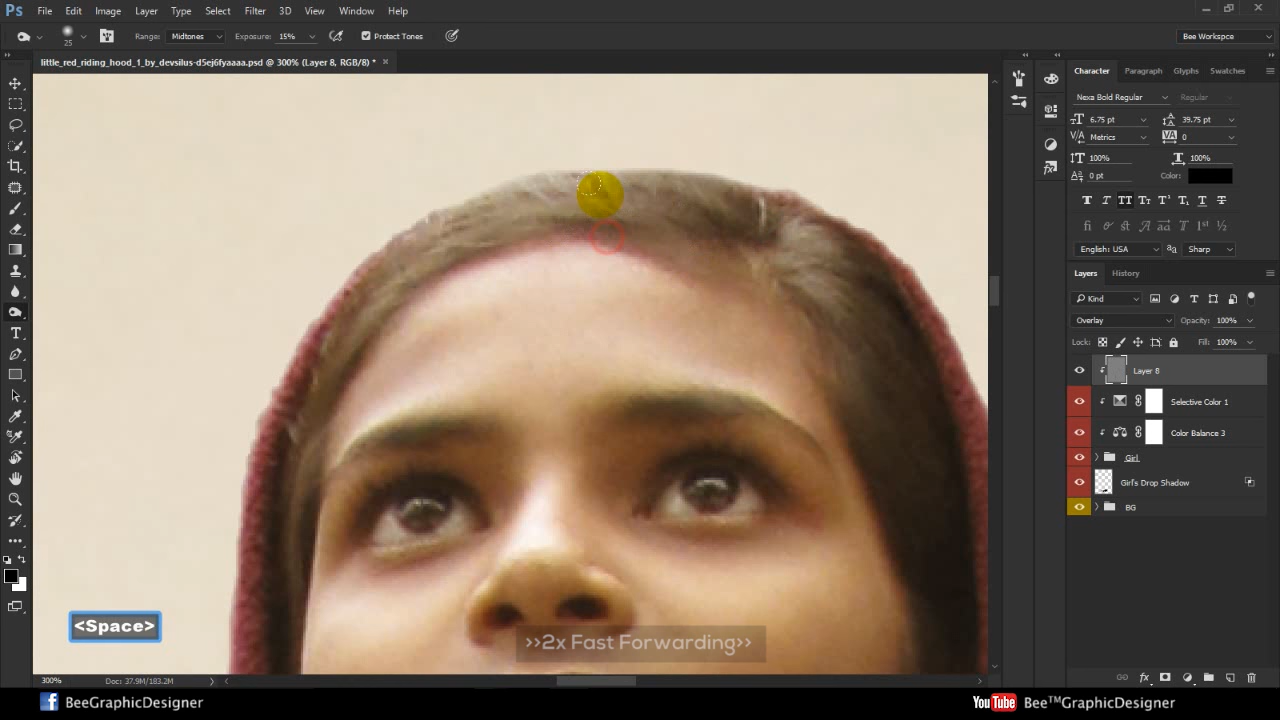 Ps File Edit Image Layer Type Select Filter 3D View Window Help
25 Range: Midtones Exposure: 15% Protect Tones Bee Workspce
little_red_riding_hood_1_by_devsilus-d5ej6fyaaaa.psd @ 300% (Layer 8, RGB/8) * ×
Character Paragraph Glyphs Swatches
Nexa Bold Regular Regular
6.75 pt 39.75 pt
Metrics 0
100% 100%
0 pt Color:
English: USA Sharp
Layers History
Kind
Overlay Opacity: 100%
Lock: Fill: 100%
Layer 8
Selective Color 1
Color Balance 3
Girl
Girl's Drop Shadow
BG
<Space>
>>2x Fast Forwarding>>
300% Doc: 37.9M/183.2M
BeeGraphicDesigner YouTube Bee™GraphicDesigner